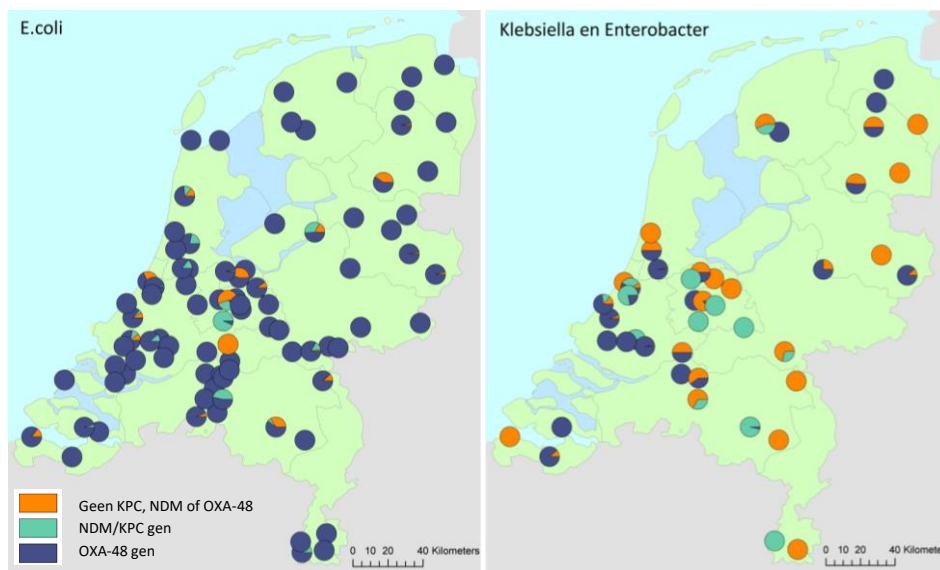 E.coli
Klebsiella en Enterobacter
Geen KPC, NDM of OXA-48
NDM/KPC gen
OXA-48 gen
0 10 20 40 Kilometers
0 10 20 40 Kilometers